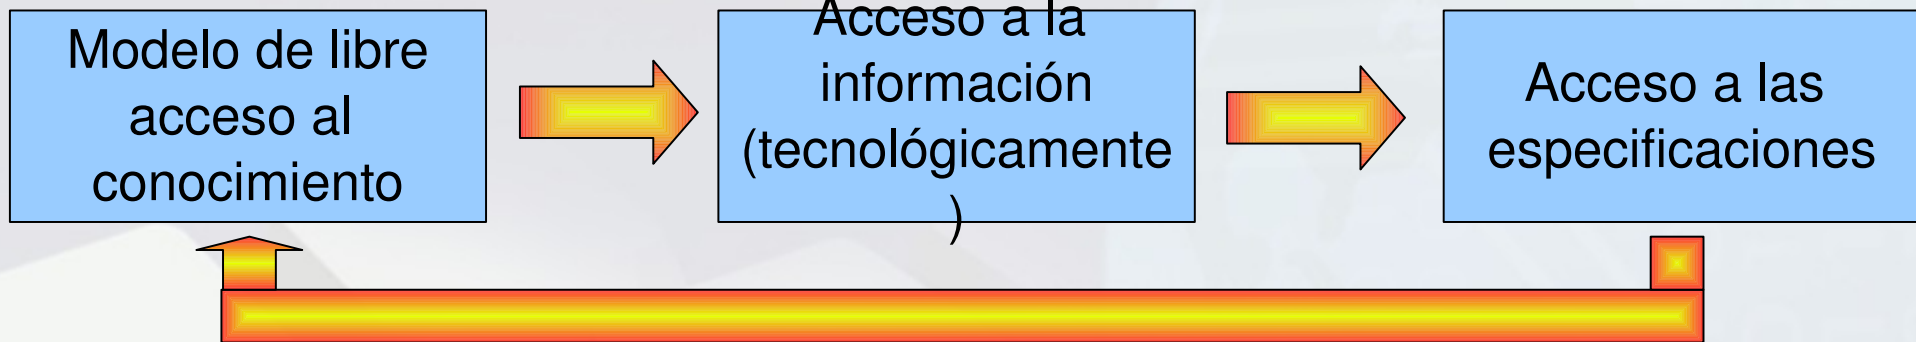 Modelo de libre
acceso al
conocimiento
Acceso a la
información
(tecnológicamente
)
Acceso a las
especificaciones